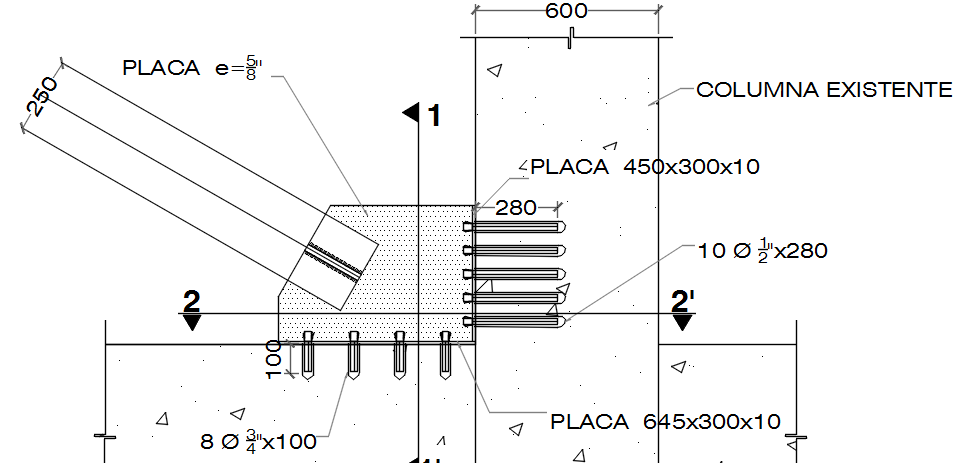 600
PLACA e=5/8"
250
COLUMNA EXISTENTE
1
PLACA 450x300x10
280
10 Ø 1/2"x280
2
2'
100
PLACA 645x300x10
8 Ø 3/4"x100
1'